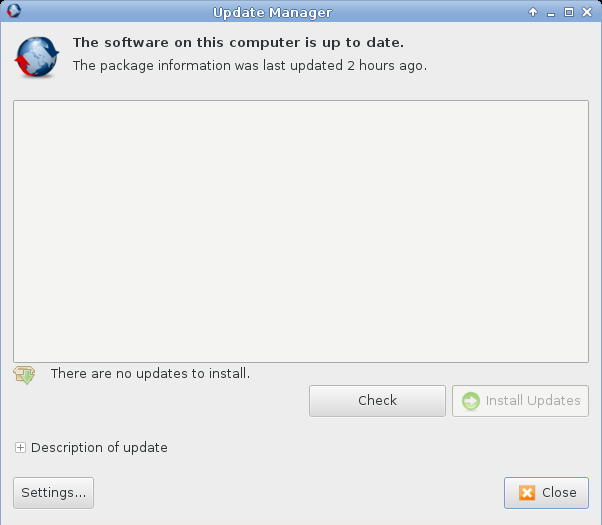 Update Manager
The software on this computer is up to date.
The package information was last updated 2 hours ago.
There are no updates to install.
Check
Install Updates
Description of update
Settings...
Close